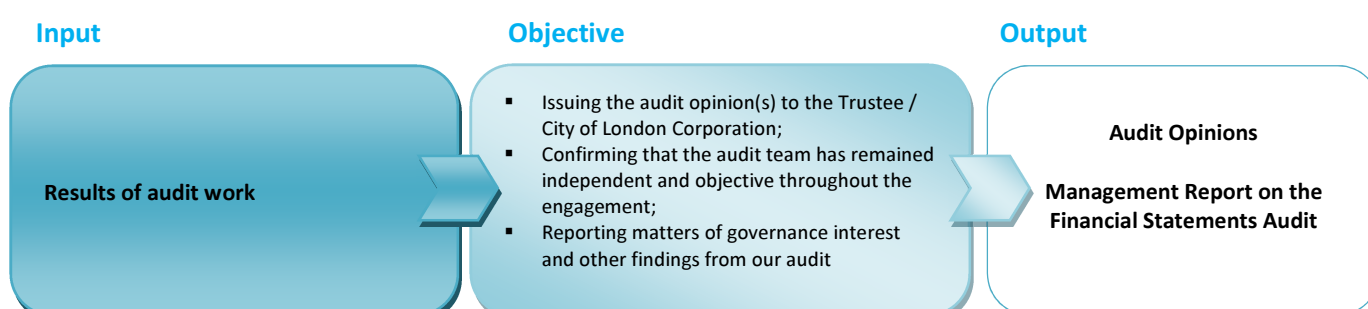 Input
Objective
Output
Results of audit work
▪ Issuing the audit opinion(s) to the Trustee /
City of London Corporation;
▪ Confirming that the audit team has remained
independent and objective throughout the
engagement;
▪ Reporting matters of governance interest
and other findings from our audit
Audit Opinions
Management Report on the
Financial Statements Audit